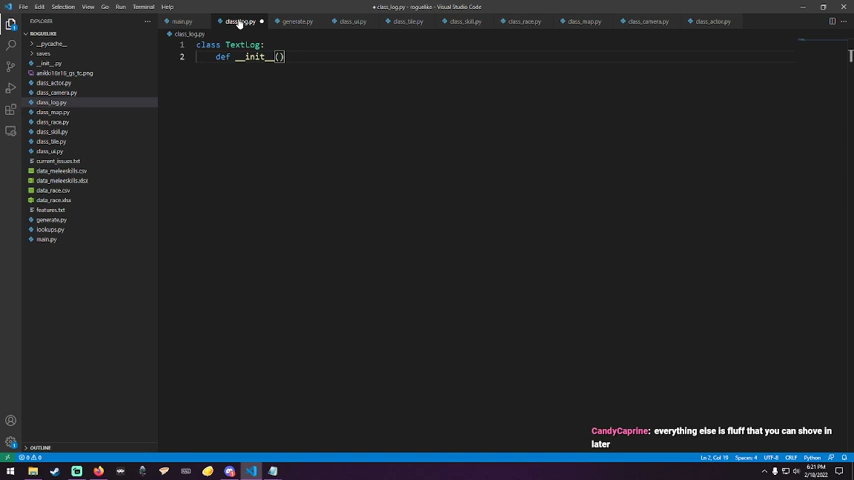 File Edit Selection View Go Run Terminal Help
● class_log.py - roguelike - Visual Studio Code
EXPLORER
main.py class_log.py generate.py class_ui.py class_tile.py class_skill.py class_race.py class_map.py class_camera.py class_actor.py
ROGUELIKE
class_log.py
__pycache__
saves
__init__.py
anikki16x16_gs_tc.png
class_actor.py
class_camera.py
class_log.py
class_map.py
class_race.py
class_skill.py
class_tile.py
class_ui.py
current_issues.txt
data_meleeskills.csv
data_meleeskills.xlsx
data_race.csv
data_race.xlsx
features.txt
generate.py
lookups.py
main.py
1 class TextLog:
2 def __init__()
CandyCaprine: everything else is fluff that you can shove in
later
OUTLINE
0 0
Ln 2, Col 19 Spaces: 4 UTF-8 CRLF Python
6:21 PM
2/18/2022